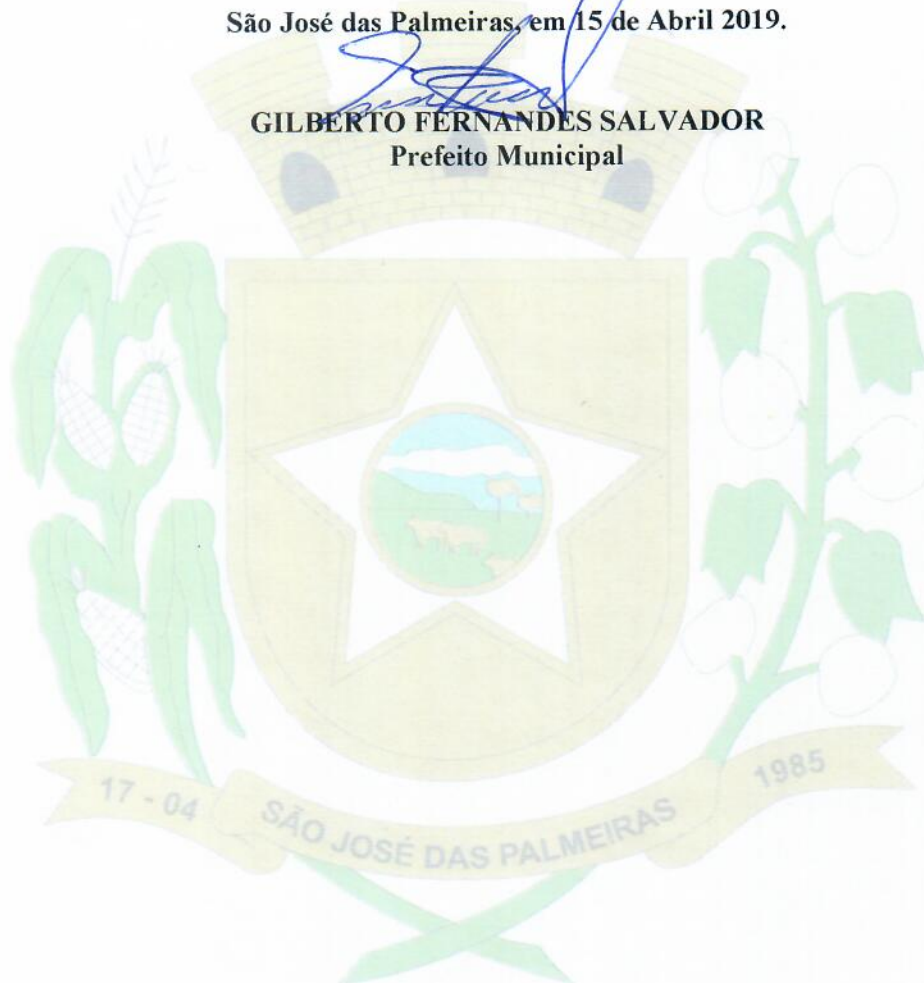 São José das Palmeiras, em 15 de Abril 2019.
GILBERTO FERNANDES SALVADOR
Prefeito Municipal
17 - 04
SÃO JOSÉ DAS PALMEIRAS
1985